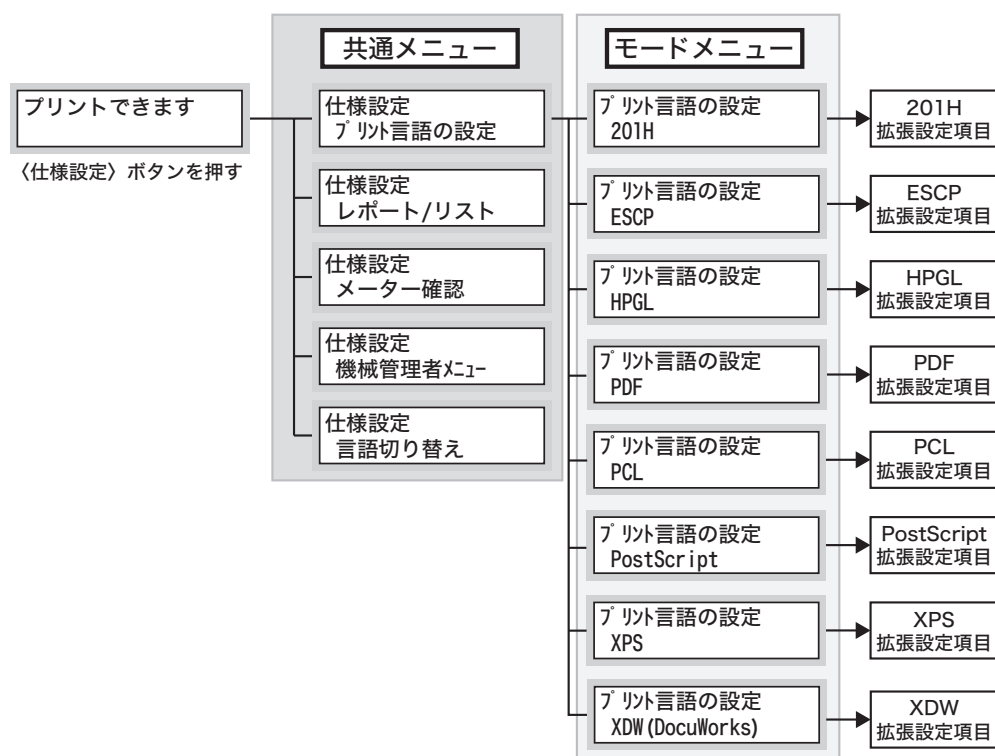 共通メニュー
モードメニュー
プリントできます
〈仕様設定〉ボタンを押す
仕様設定
プリント言語の設定
仕様設定
レポート/リスト
仕様設定
メーター確認
仕様設定
機械管理者メニュー
仕様設定
言語切り替え
プリント言語の設定
201H
プリント言語の設定
ESCP
プリント言語の設定
HPGL
プリント言語の設定
PDF
プリント言語の設定
PCL
プリント言語の設定
PostScript
プリント言語の設定
XPS
プリント言語の設定
XDW(DocuWorks)
201H
拡張設定項目
ESCP
拡張設定項目
HPGL
拡張設定項目
PDF
拡張設定項目
PCL
拡張設定項目
PostScript
拡張設定項目
XPS
拡張設定項目
XDW
拡張設定項目